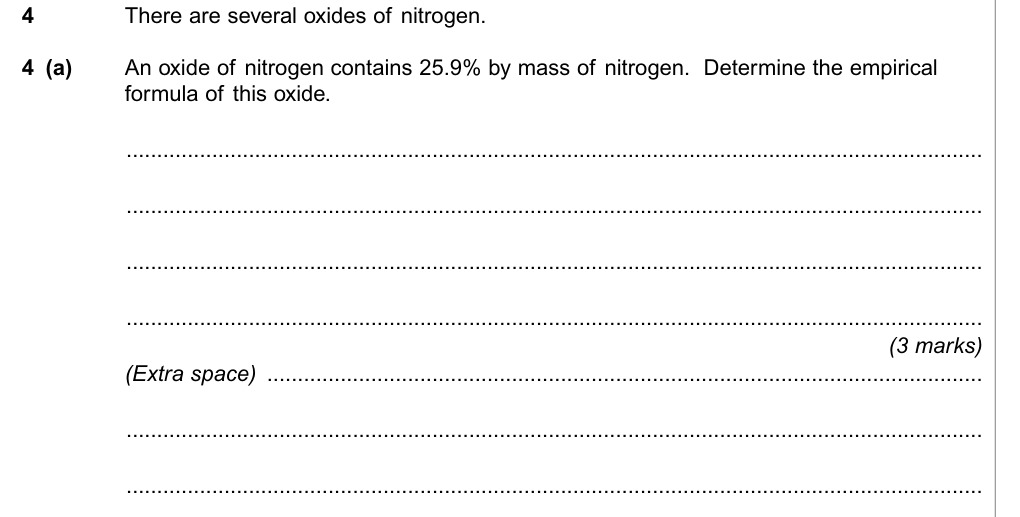 4 There are several oxides of nitrogen.
4 (a) An oxide of nitrogen contains 25.9% by mass of nitrogen. Determine the empirical
formula of this oxide.
....................................................................................................
....................................................................................................
....................................................................................................
....................................................................................................
(3 marks)
(Extra space) ....................................................................................
....................................................................................................
....................................................................................................